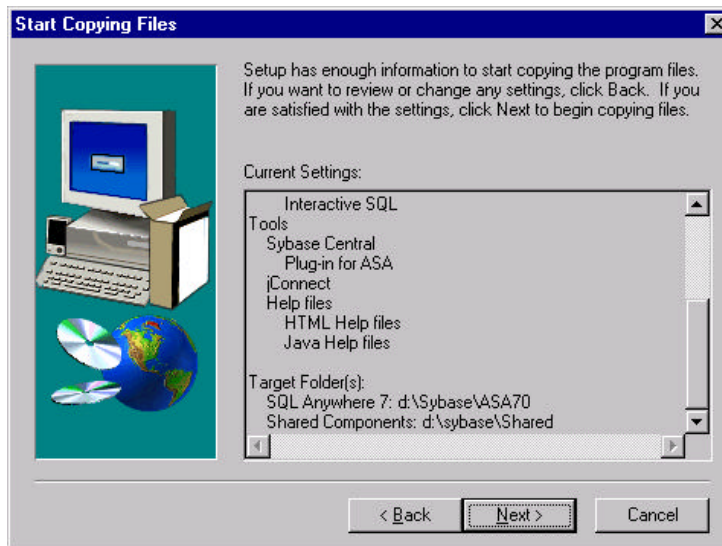 Start Copying Files
Setup has enough information to start copying the program files.
If you want to review or change any settings, click Back. If you
are satisfied with the settings, click Next to begin copying files.
Current Settings:
Interactive SQL
Tools
Sybase Central
Plug-in for ASA
jConnect
Help files
HTML Help files
Java Help files
Target Folder(s):
SQL Anywhere 7: d:\Sybase\ASA70
Shared Components: d:\sybase\Shared
< Back
Next >
Cancel